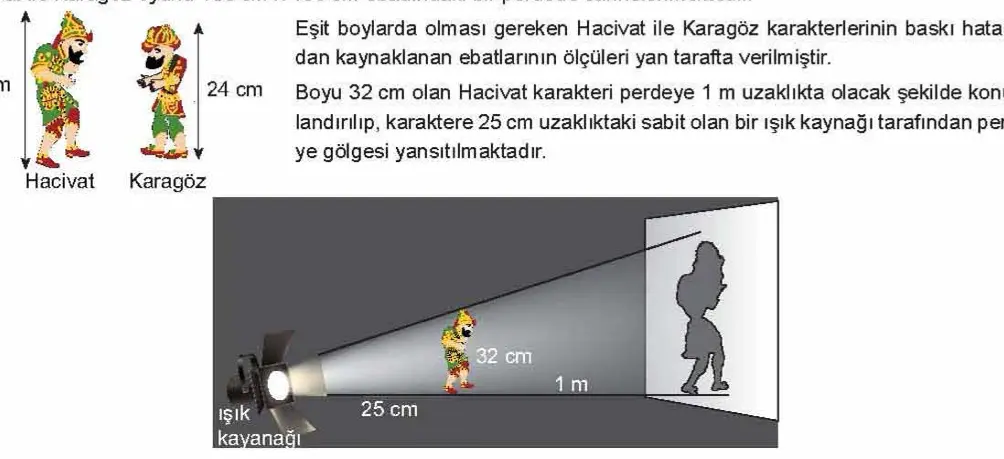 Eşit boylarda olması gereken Hacivat ile Karagöz karakterlerinin baskı hata
dan kaynaklanan ebatlarının ölçüleri yan tarafta verilmiştir.
24 cm
Boyu 32 cm olan Hacivat karakteri perdeye 1 m uzaklıkta olacak şekilde konu
landırılıp, karaktere 25 cm uzaklıktaki sabit olan bir ışık kaynağı tarafından per
ye gölgesi yansıtılmaktadır.
Hacivat Karagöz
32 cm
1 m
25 cm
ışık
kayanağı